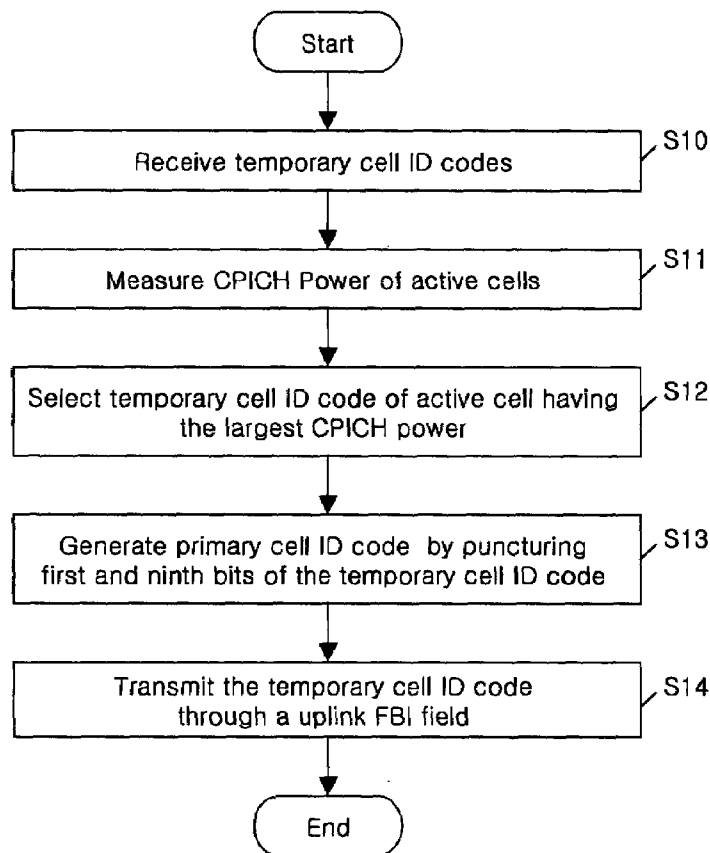 Start
Receive temporary cell ID codes
S10
Measure CPICH Power of active cells
S11
Select temporary cell ID code of active cell having
the largest CPICH power
S12
Generate primary cell ID code by puncturing
first and ninth bits of the temporary cell ID code
S13
Transmit the temporary cell ID code
through a uplink FBI field
S14
End